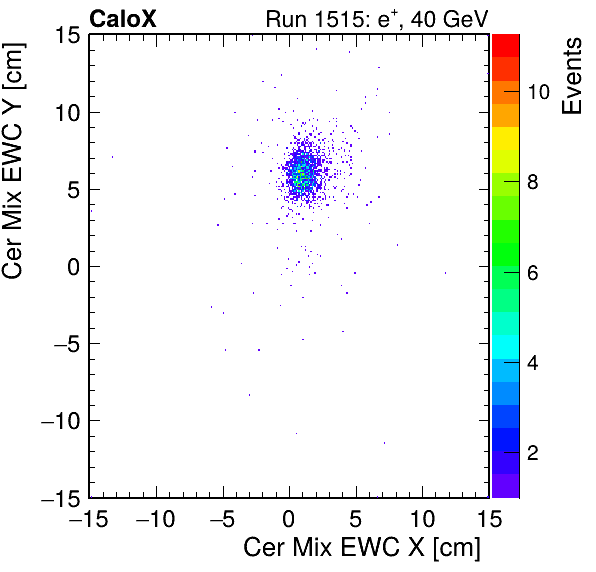 CaloX Run 1515: e+, 40 GeV
Cer Mix EWC Y [cm]
15
10
5
0
−5
−10
−15
−15 −10 −5 0 5 10 15
Cer Mix EWC X [cm]
Events
10
8
6
4
2